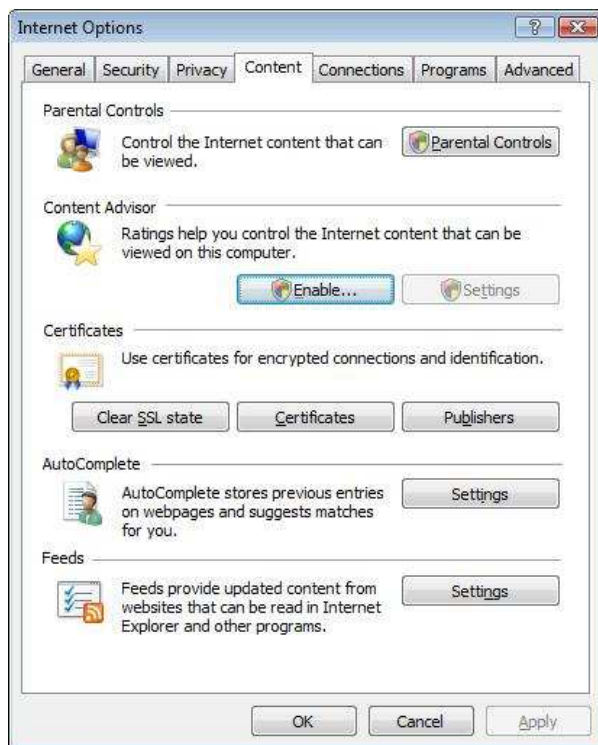 Internet Options
General Security Privacy Content Connections Programs Advanced
Parental Controls
Control the Internet content that can
be viewed.
Parental Controls
Content Advisor
Ratings help you control the Internet content that can be
viewed on this computer.
Enable... Settings
Certificates
Use certificates for encrypted connections and identification.
Clear SSL state Certificates Publishers
AutoComplete
AutoComplete stores previous entries
on webpages and suggests matches
for you.
Settings
Feeds
Feeds provide updated content from
websites that can be read in Internet
Explorer and other programs.
Settings
OK Cancel Apply